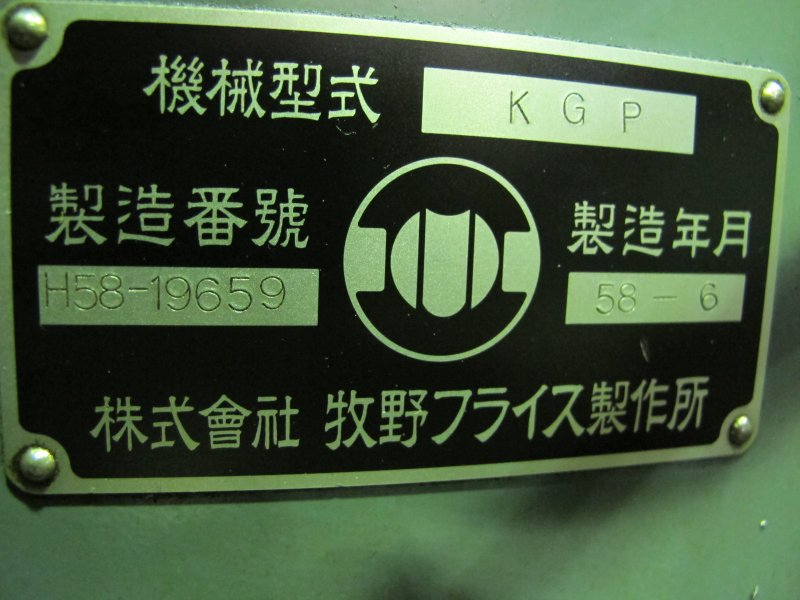 機械型式 KGP
製造番號 製造年月
H58-19659 58-6
株式會社 牧野フライス製作所